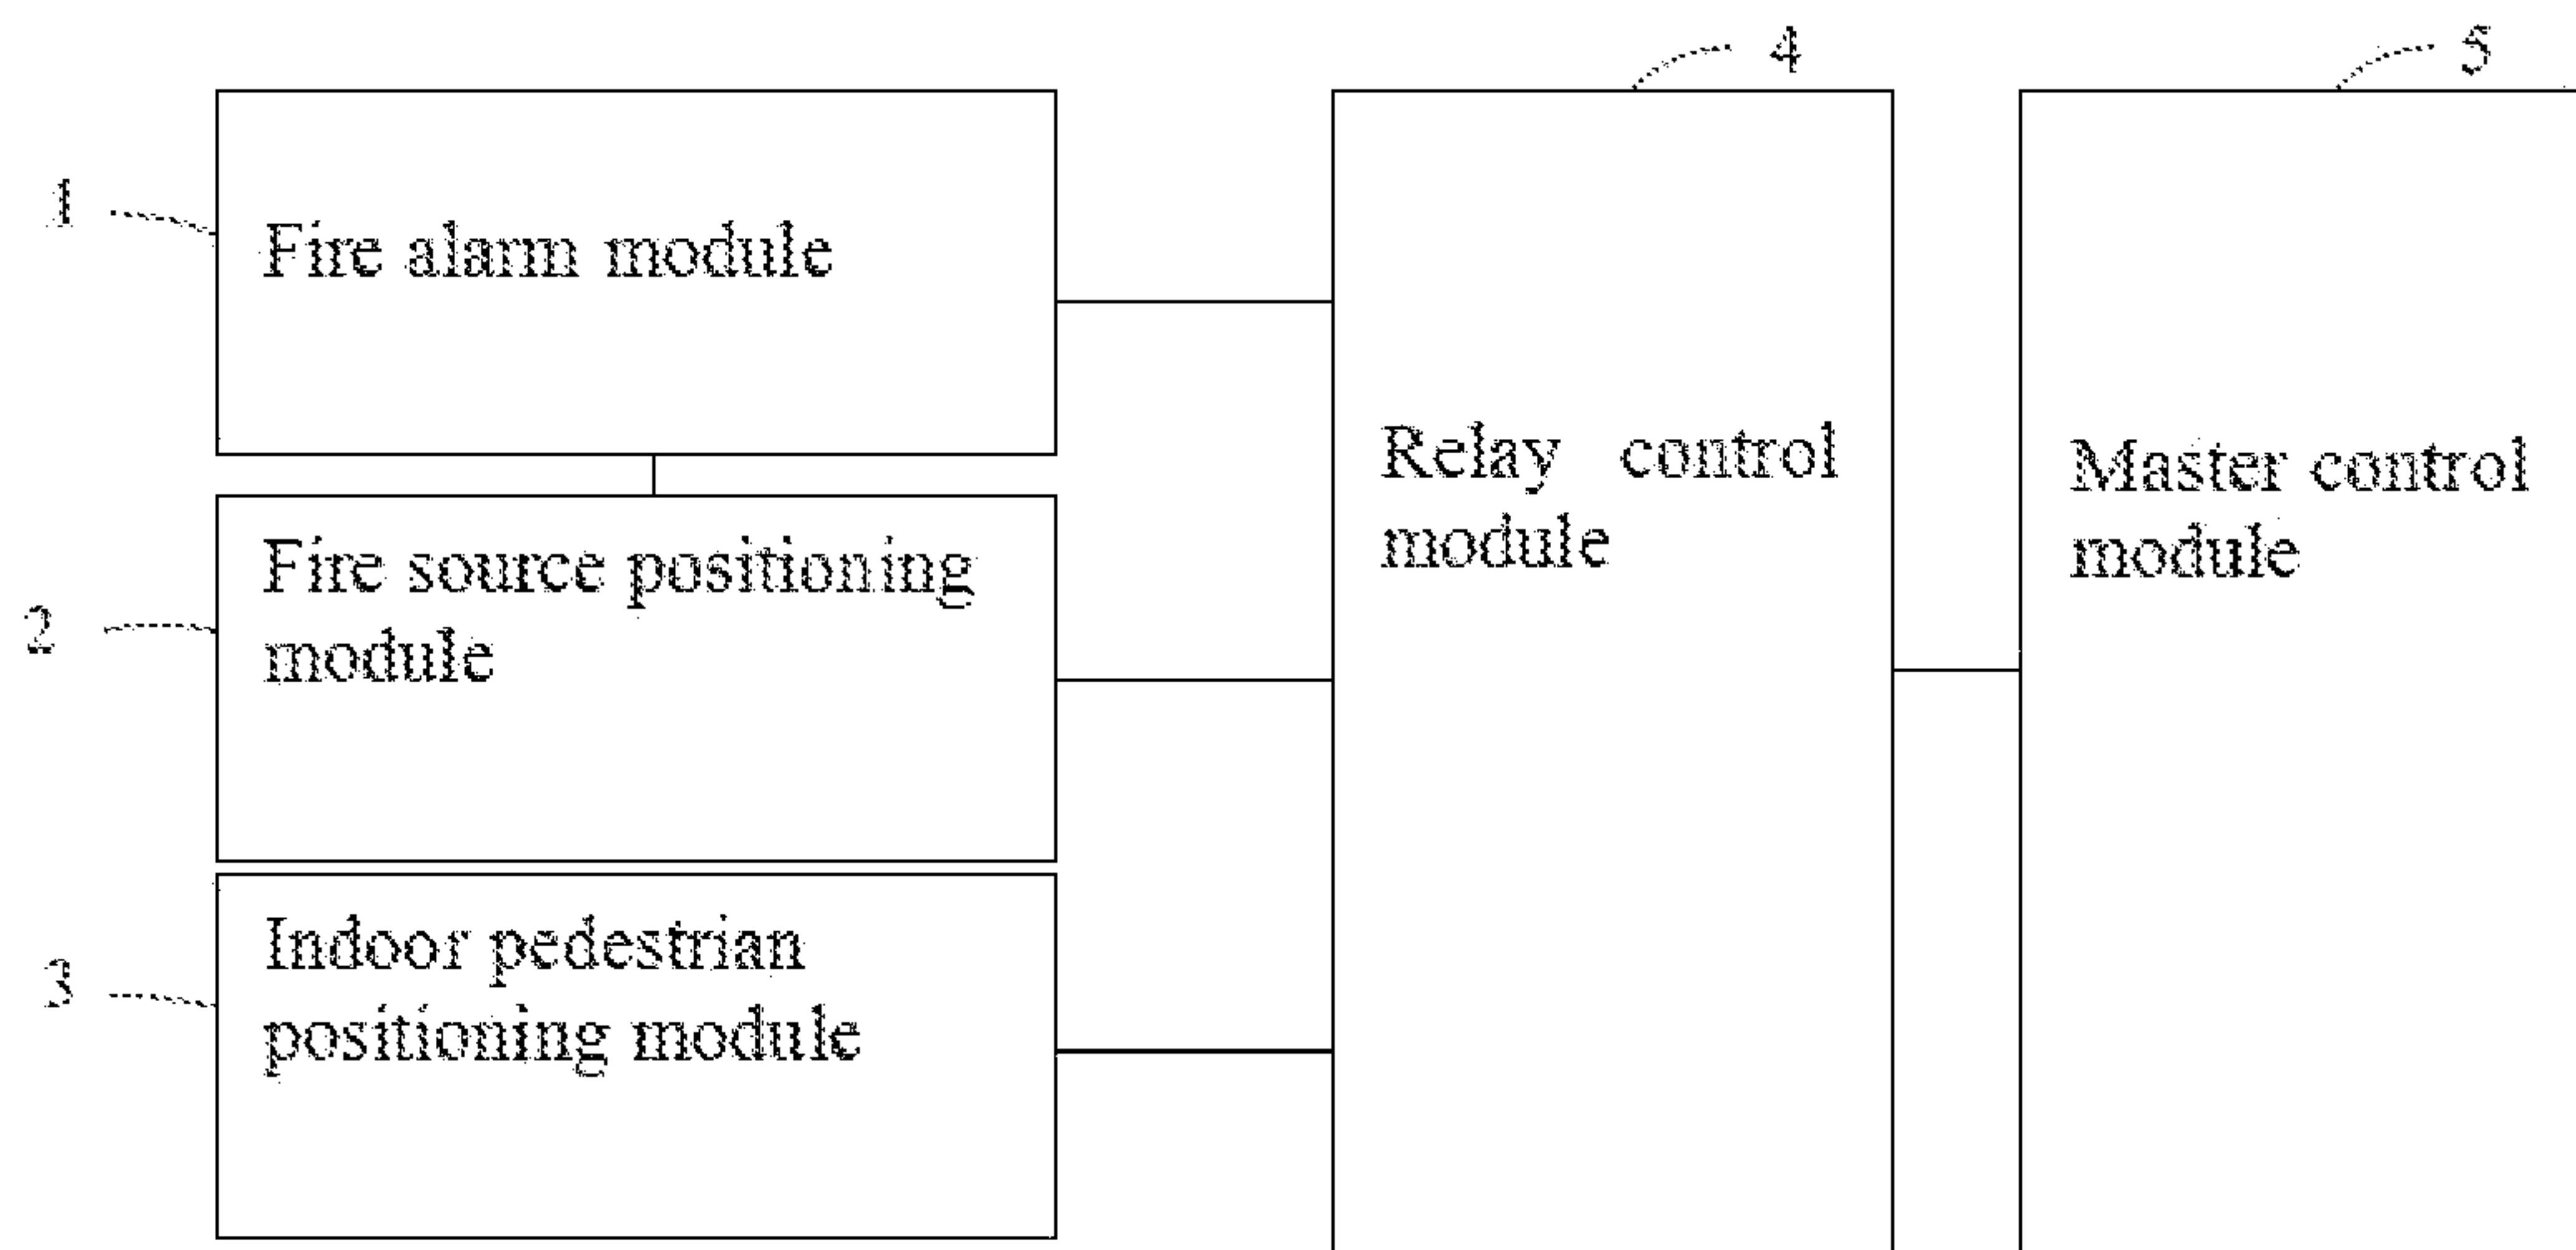 4
5
1
Fire alarm module
Relay control
module
Master control
module
2
Fire source positioning
module
3
Indoor pedestrian
positioning module